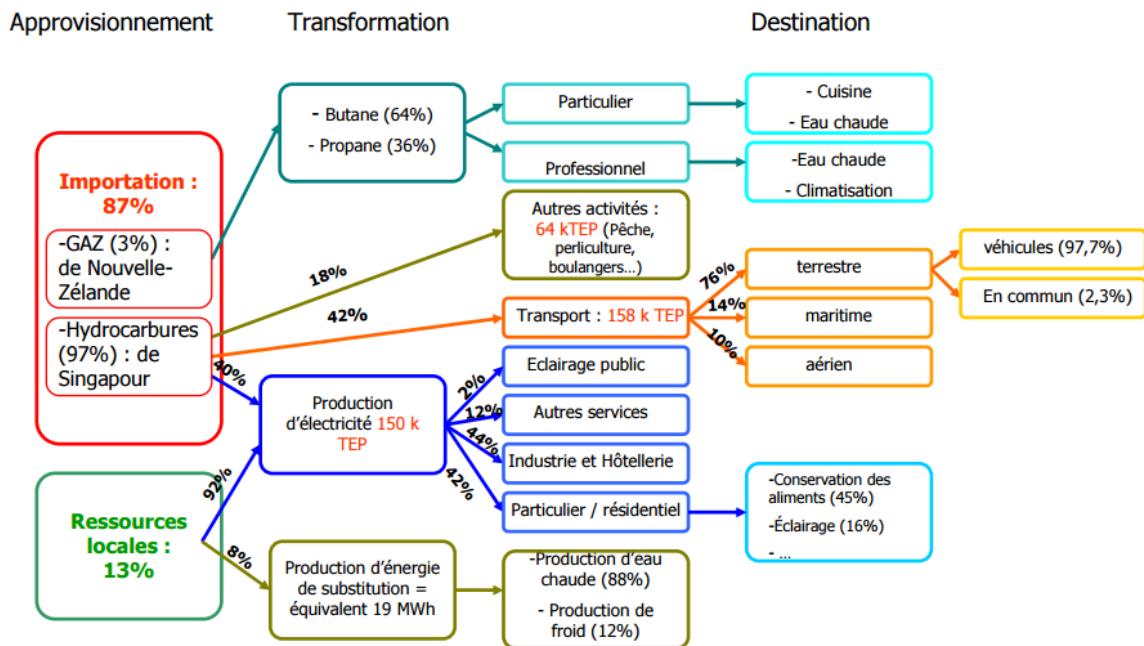 Approvisionnement
Transformation
Destination
Importation :
87%
-GAZ (3%) :
de Nouvelle-
Zélande
-Hydrocarbures
(97%) : de
Singapour
Ressources
locales :
13%
- Butane (64%)
- Propane (36%)
18%
42%
40%
92%
8%
Production
d’électricité 150 k
TEP
Production d’énergie
de substitution =
équivalent 19 MWh
Particulier
Professionnel
Autres activités :
64 kTEP (Pêche,
perliculture,
boulangers…)
Transport : 158 k TEP
2%
12%
44%
42%
Eclairage public
Autres services
Industrie et Hôtellerie
Particulier / résidentiel
-Production d’eau
chaude (88%)
- Production de
froid (12%)
- Cuisine
- Eau chaude
-Eau chaude
- Climatisation
76%
14%
10%
terrestre
maritime
aérien
véhicules (97,7%)
En commun (2,3%)
-Conservation des
aliments (45%)
-Éclairage (16%)
- …